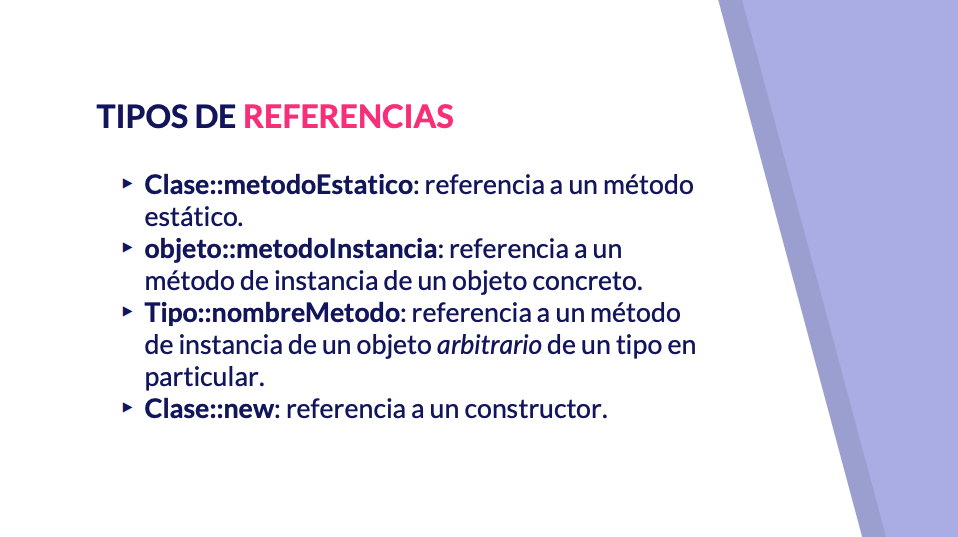 TIPOS DE REFERENCIAS
▸ Clase::metodoEstatico: referencia a un método
estático.
▸ objeto::metodoInstancia: referencia a un
método de instancia de un objeto concreto.
▸ Tipo::nombreMetodo: referencia a un método
de instancia de un objeto arbitrario de un tipo en
particular.
▸ Clase::new: referencia a un constructor.